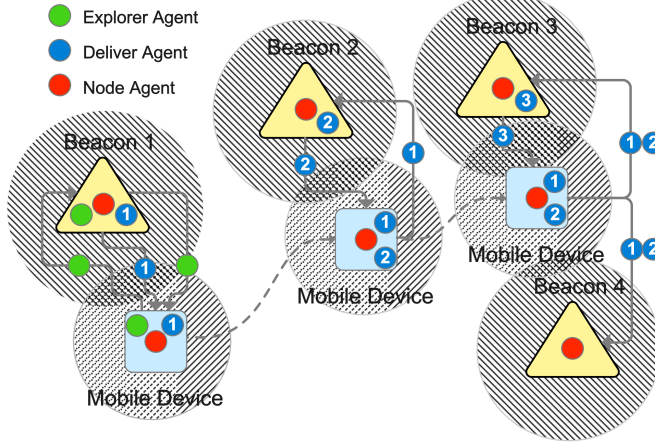 Explorer Agent
Deliver Agent
Node Agent
Beacon 1
1
1
1
Mobile Device
Beacon 2
2
2
1
1
2
Mobile Device
Beacon 3
3
3
1
2
1
2
Mobile Device
1
2
Beacon 4